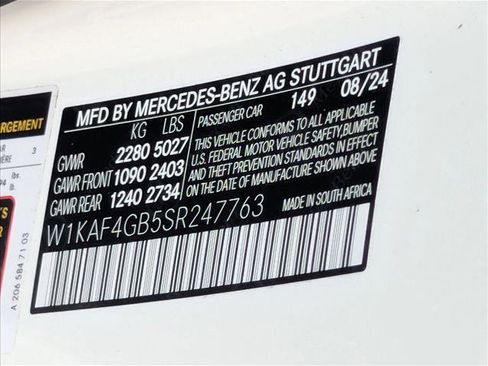 MFD BY MERCEDES-BENZ AG STUTTGART
KG LBS
PASSENGER CAR 149 08/24
GVWR 2280 5027
GAWR FRONT 1090 2403
GAWR REAR 1240 2734
THIS VEHICLE CONFORMS TO ALL APPLICABLE
U.S. FEDERAL MOTOR VEHICLE SAFETY, BUMPER
AND THEFT PREVENTION STANDARDS IN EFFECT
ON THE DATE OF MANUFACTURE SHOWN ABOVE
W1KAF4GB5SR247763
MADE IN SOUTH AFRICA
ARGEMENT
3
lbs.
A 206 584 71 03